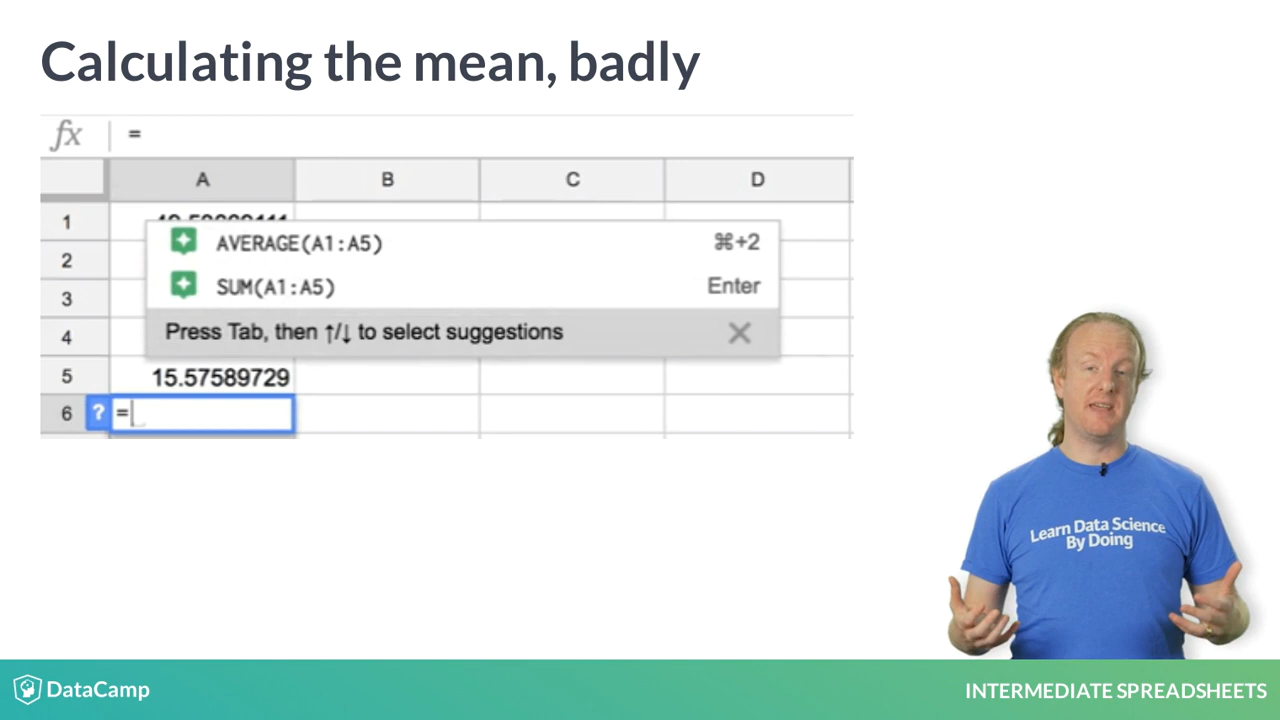 Calculating the mean, badly
fx =
A B C D
1
2
3
4
5
6
AVERAGE(A1:A5) ⌘+2
SUM(A1:A5) Enter
Press Tab, then ↑/↓ to select suggestions ✕
15.57589729
? =
Learn Data Science
By Doing
DataCamp
INTERMEDIATE SPREADSHEETS